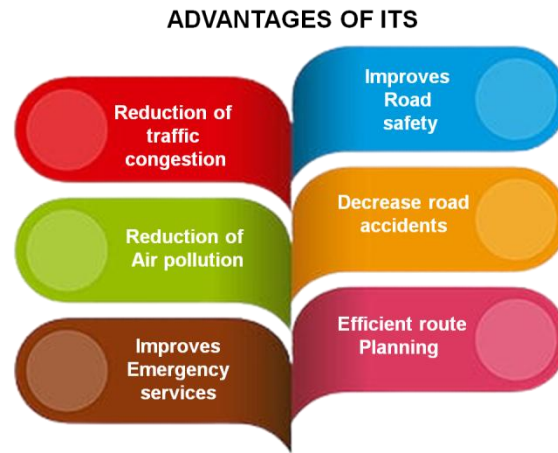 ADVANTAGES OF ITS
Reduction of
traffic
congestion
Improves
Road
safety
Reduction of
Air pollution
Decrease road
accidents
Improves
Emergency
services
Efficient route
Planning